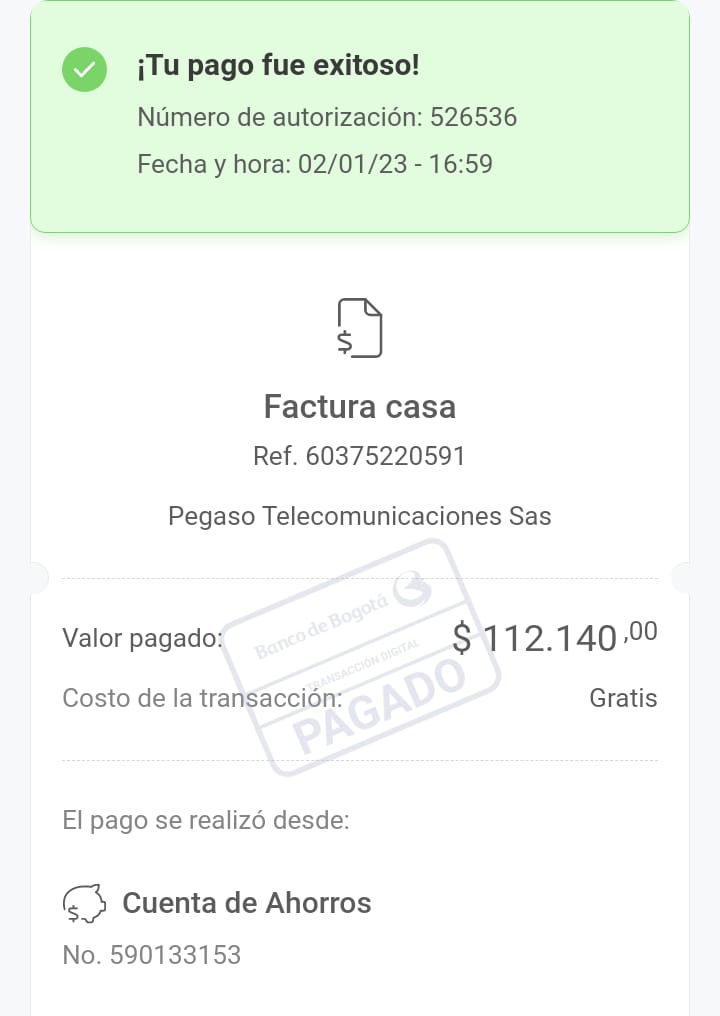 ¡Tu pago fue exitoso!
Número de autorización: 526536
Fecha y hora: 02/01/23 - 16:59
$
Factura casa
Ref. 60375220591
Pegaso Telecomunicaciones Sas
Banco de Bogotá
Valor pagado: $ 112.140,00
TRANSACCIÓN DIGITAL
Costo de la transacción: Gratis
PAGADO
El pago se realizó desde:
$
Cuenta de Ahorros
No. 590133153